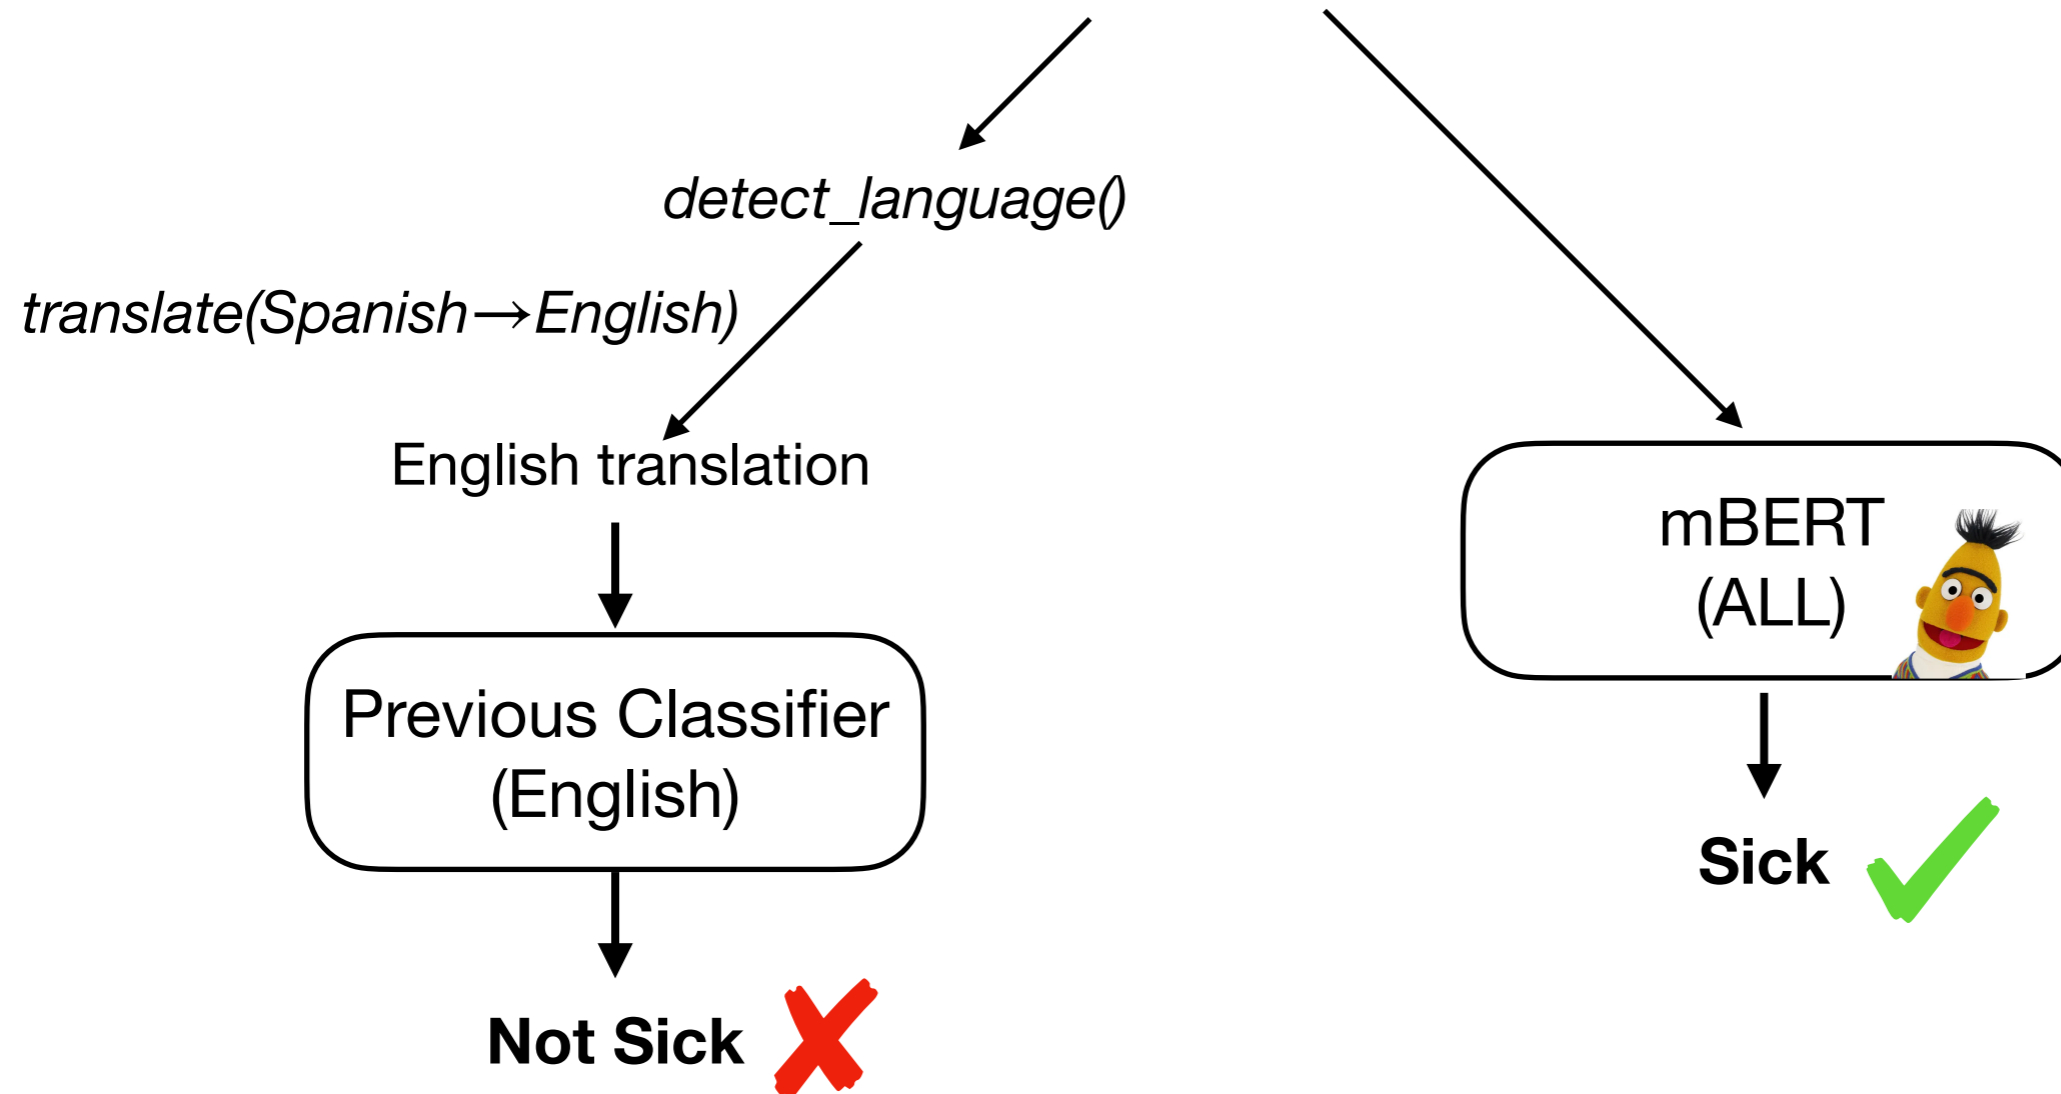 detect_language()
translate(Spanish→English)
English translation
mBERT
(ALL)
Previous Classifier
(English)
Sick
Not Sick